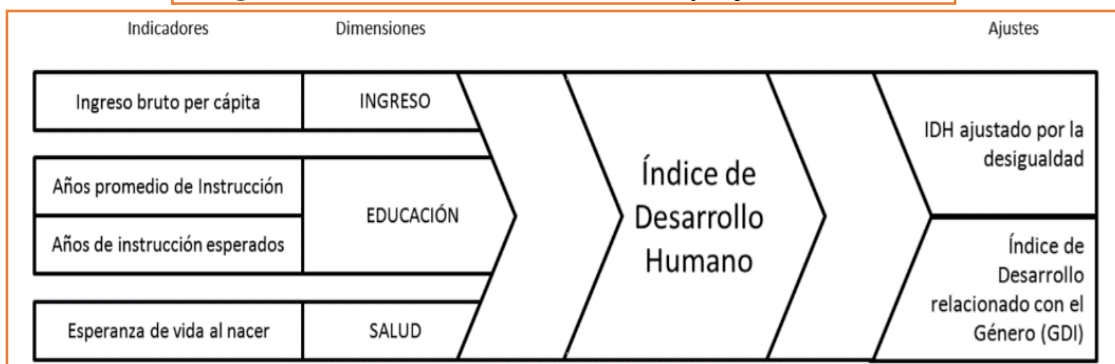 Indicadores
Dimensiones
Ajustes
Ingreso bruto per cápita
INGRESO
Años promedio de Instrucción
Años de instrucción esperados
EDUCACIÓN
Esperanza de vida al nacer
SALUD
Índice de
Desarrollo
Humano
IDH ajustado por la
desigualdad
Índice de
Desarrollo
relacionado con el
Género (GDI)